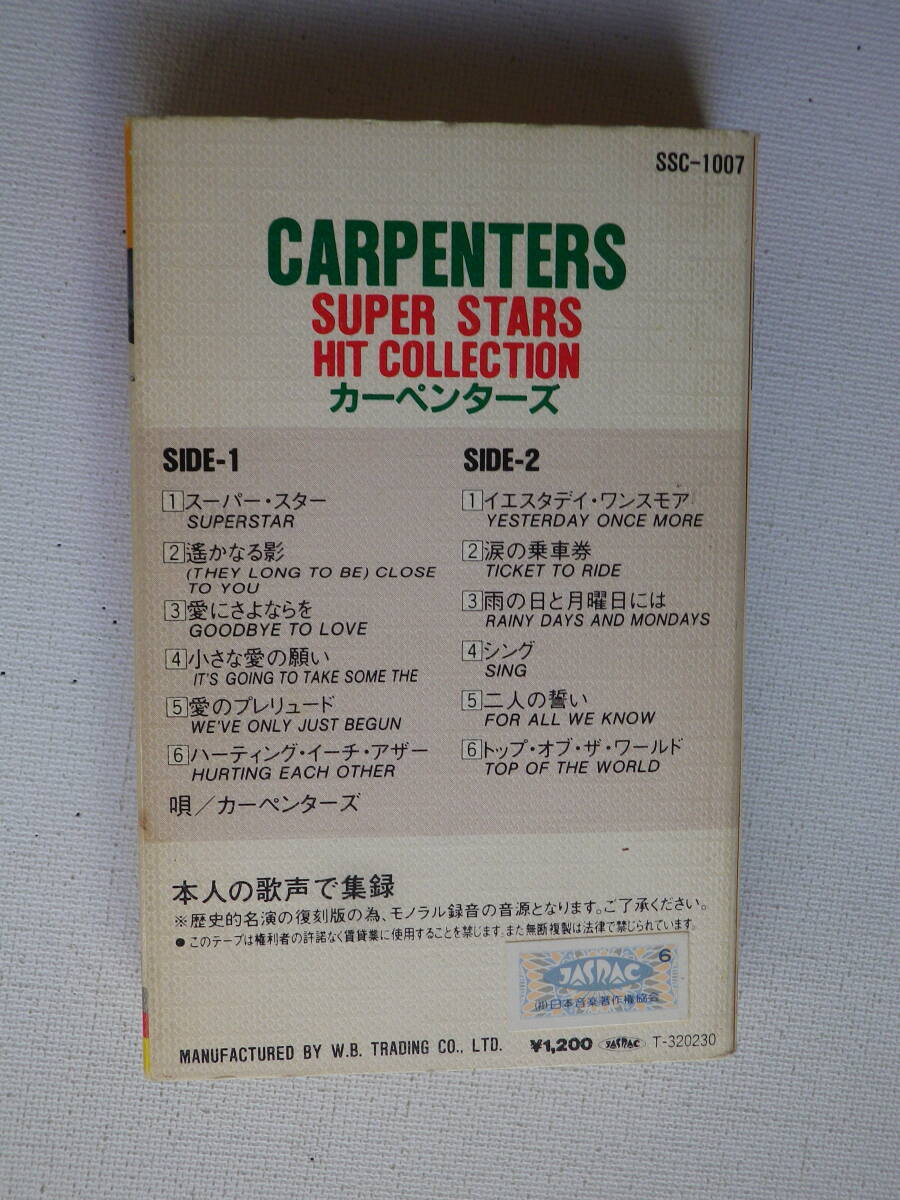 SSC-1007
CARPENTERS
SUPER STARS
HIT COLLECTION
カーペンターズ
SIDE-1
1 スーパー・スター
SUPERSTAR
2 遙かなる影
(THEY LONG TO BE) CLOSE
TO YOU
3 愛にさよならを
GOODBYE TO LOVE
4 小さな愛の願い
IT'S GOING TO TAKE SOME THE
5 愛のプレリュード
WE'VE ONLY JUST BEGUN
6 ハーティング・イーチ・アザー
HURTING EACH OTHER
唄／カーペンターズ
SIDE-2
1 イエスタデイ・ワンスモア
YESTERDAY ONCE MORE
2 涙の乗車券
TICKET TO RIDE
3 雨の日と月曜日には
RAINY DAYS AND MONDAYS
4 シング
SING
5 二人の誓い
FOR ALL WE KNOW
6 トップ・オブ・ザ・ワールド
TOP OF THE WORLD
本人の歌声で集録
※歴史的名演の復刻版の為、モノラル録音の音源となります。ご了承ください。
● このテープは権利者の許諾なく賃貸業に使用することを禁じます。また無断複製は法律で禁じられています。
6
JASRAC
(社)日本音楽著作権協会
MANUFACTURED BY W.B. TRADING CO., LTD. ¥1,200 JASRAC T-320230